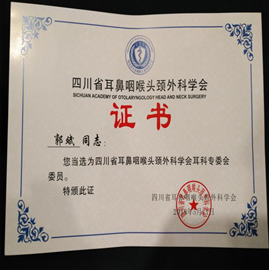 四川省耳鼻咽喉头颈外科学会
SICHUAN ACADEMY OF OTOLARYNGOLOGY HEAD AND NECK SURGERY
证书
郭斌 同志：
您当选为四川省耳鼻咽喉头颈外科学会耳科专委会
委员。
特颁此证
四川省耳鼻咽喉头颈外科学会